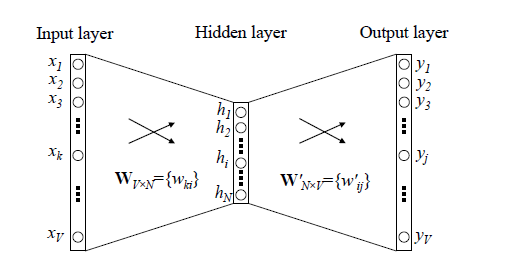 Input layer
Hidden layer
Output layer
x1
x2
x3
xk
xV
h1
h2
hi
hN
y1
y2
y3
yj
yV
WV×N={wki}
W'N×V={w'ij}